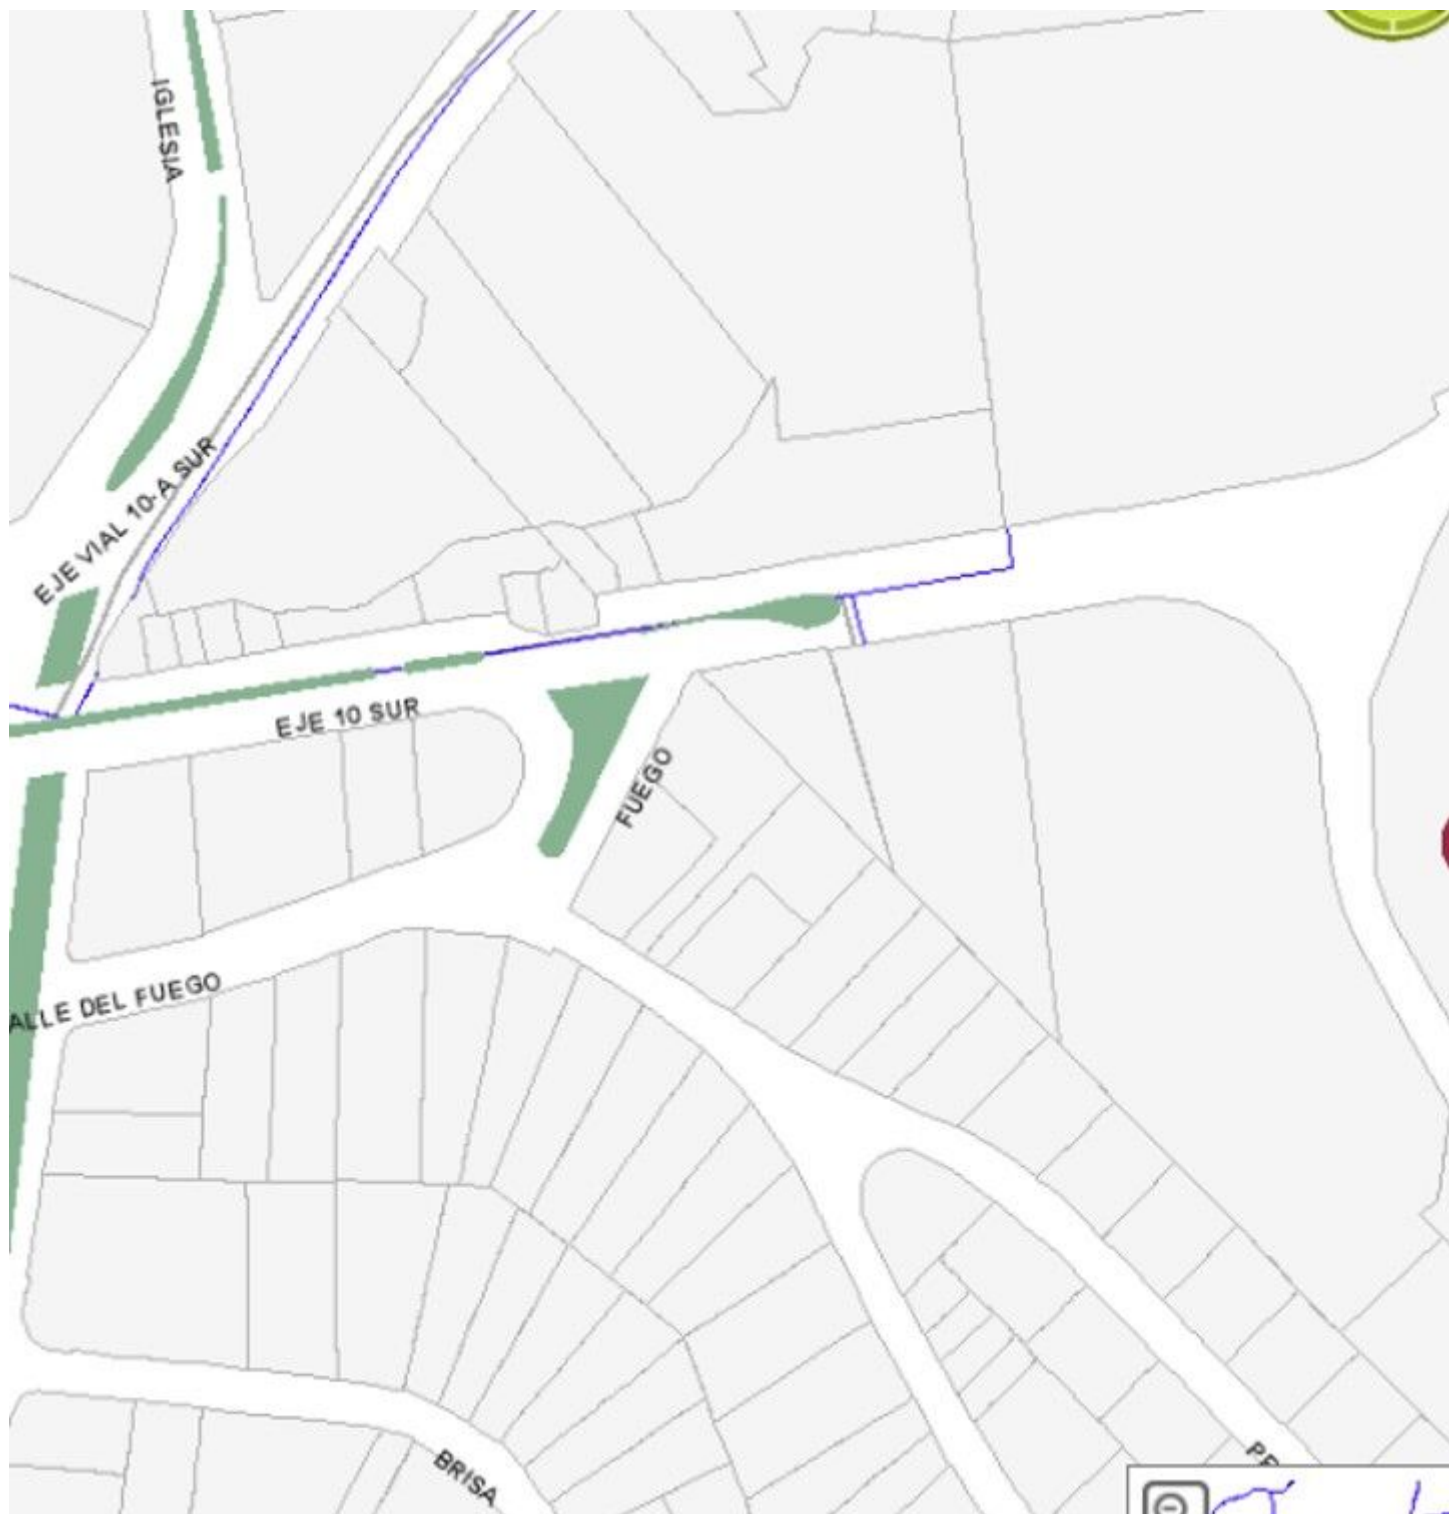 IGLESIA
EJE VIAL 10-A SUR
EJE 10 SUR
FUEGO
ALLE DEL FUEGO
BRISA